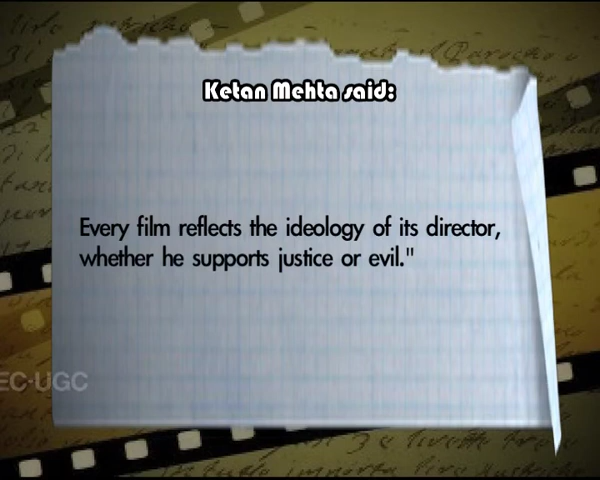 Ketan Mehta said:
Every film reflects the ideology of its director,
whether he supports justice or evil."
EC-UGC